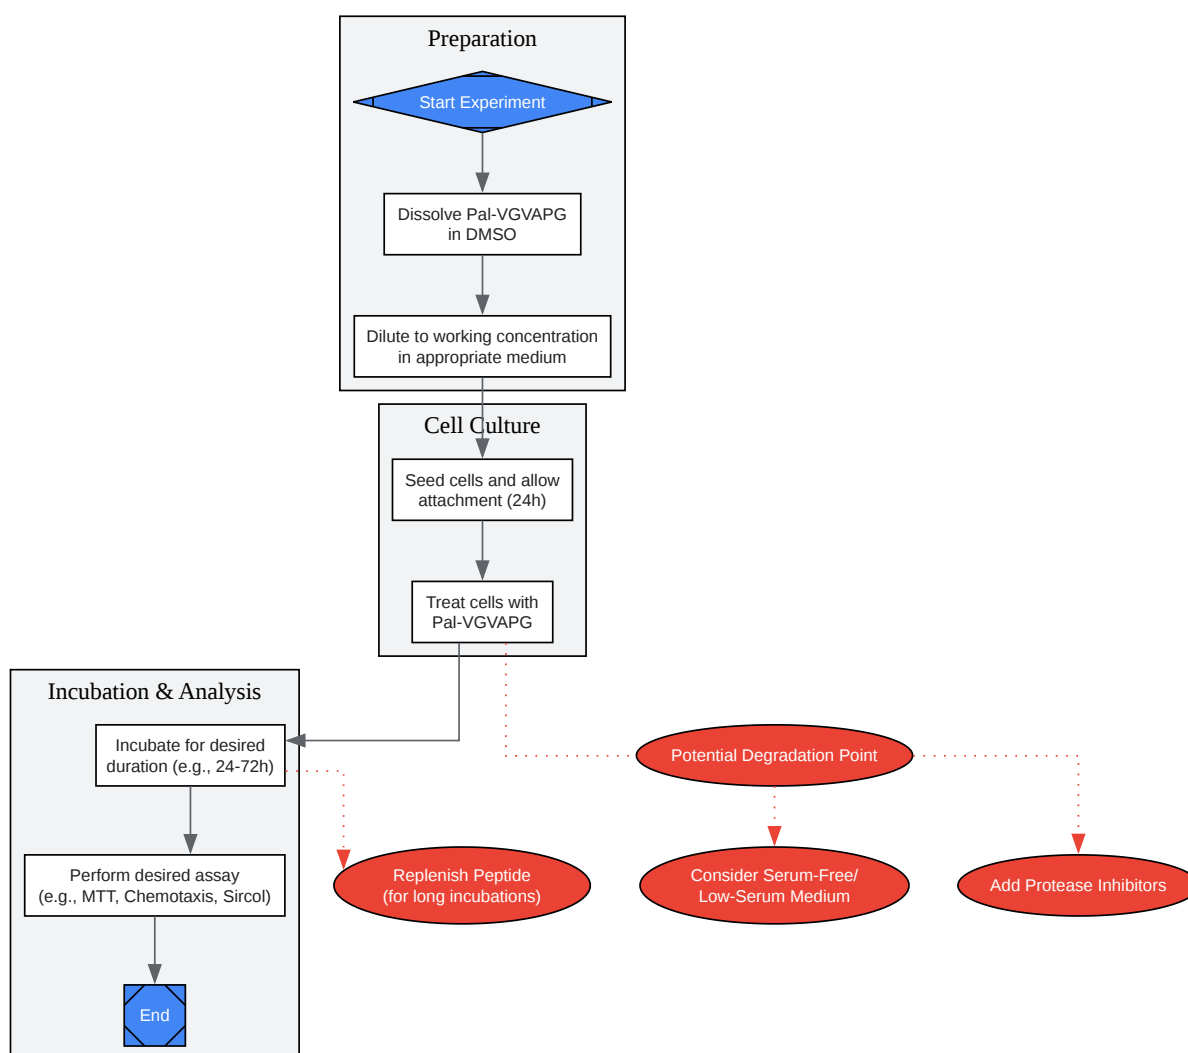 Preparation
Start Experiment
Dissolve Pal-VGVAPG
in DMSO
Dilute to working concentration
in appropriate medium
Cell Culture
Seed cells and allow
attachment (24h)
Treat cells with
Pal-VGVAPG
Incubation & Analysis
Incubate for desired
duration (e.g., 24-72h)
Potential Degradation Point
Perform desired assay
(e.g., MTT, Chemotaxis, Sircol)
Replenish Peptide
(for long incubations)
Consider Serum-Free/
Low-Serum Medium
Add Protease Inhibitors
End